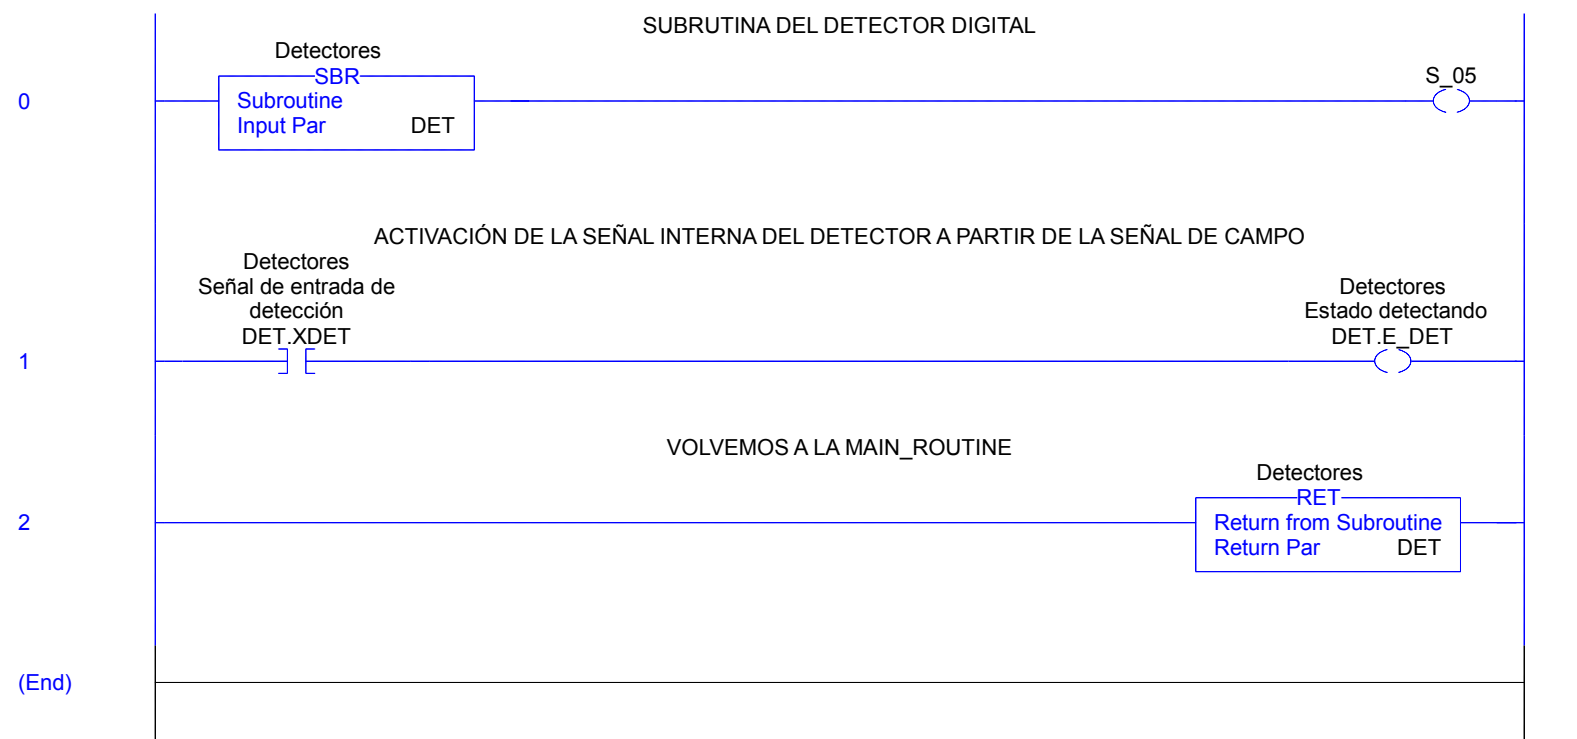 SUBRUTINA DEL DETECTOR DIGITAL
Detectores
SBR
0
Subroutine
Input Par DET
S_05
ACTIVACIÓN DE LA SEÑAL INTERNA DEL DETECTOR A PARTIR DE LA SEÑAL DE CAMPO
Detectores
Señal de entrada de
detección
DET.XDET
Detectores
Estado detectando
DET.E_DET
1
VOLVEMOS A LA MAIN_ROUTINE
Detectores
RET
2
Return from Subroutine
Return Par DET
(End)